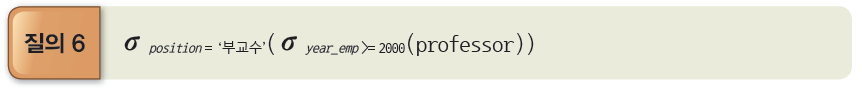 질의 6 σ position= ‘부교수’(σ year_emp >= 2000(professor))